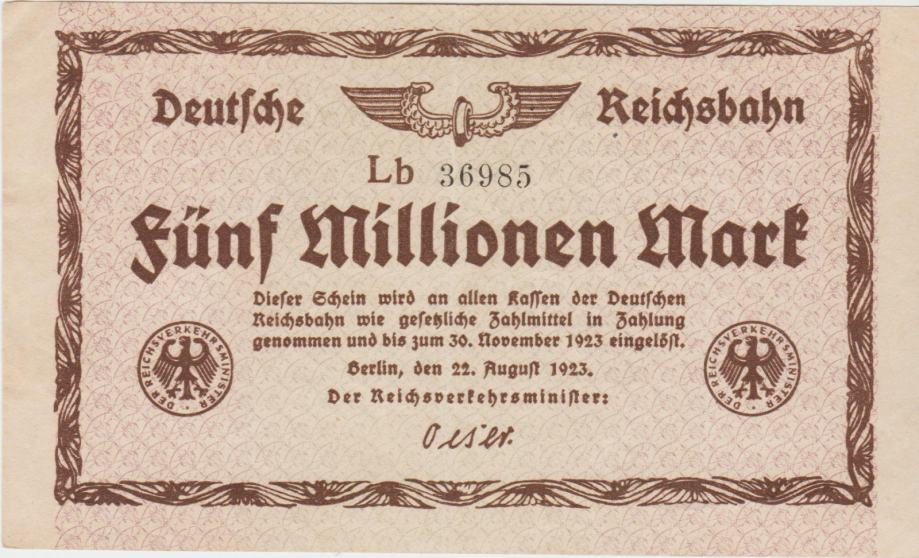 Deutsche Reichsbahn
Lb 36985
Fünf Millionen Mark
Dieser Schein wird an allen Kassen der Deutschen
Reichsbahn wie gesetzliche Zahlmittel in Zahlung
genommen und bis zum 30. November 1923 eingelöst.
Berlin, den 22. August 1923.
Der Reichsverkehrsminister:
Oeser.
DER REICHSVERKEHRSMINISTER
DER REICHSVERKEHRSMINISTER